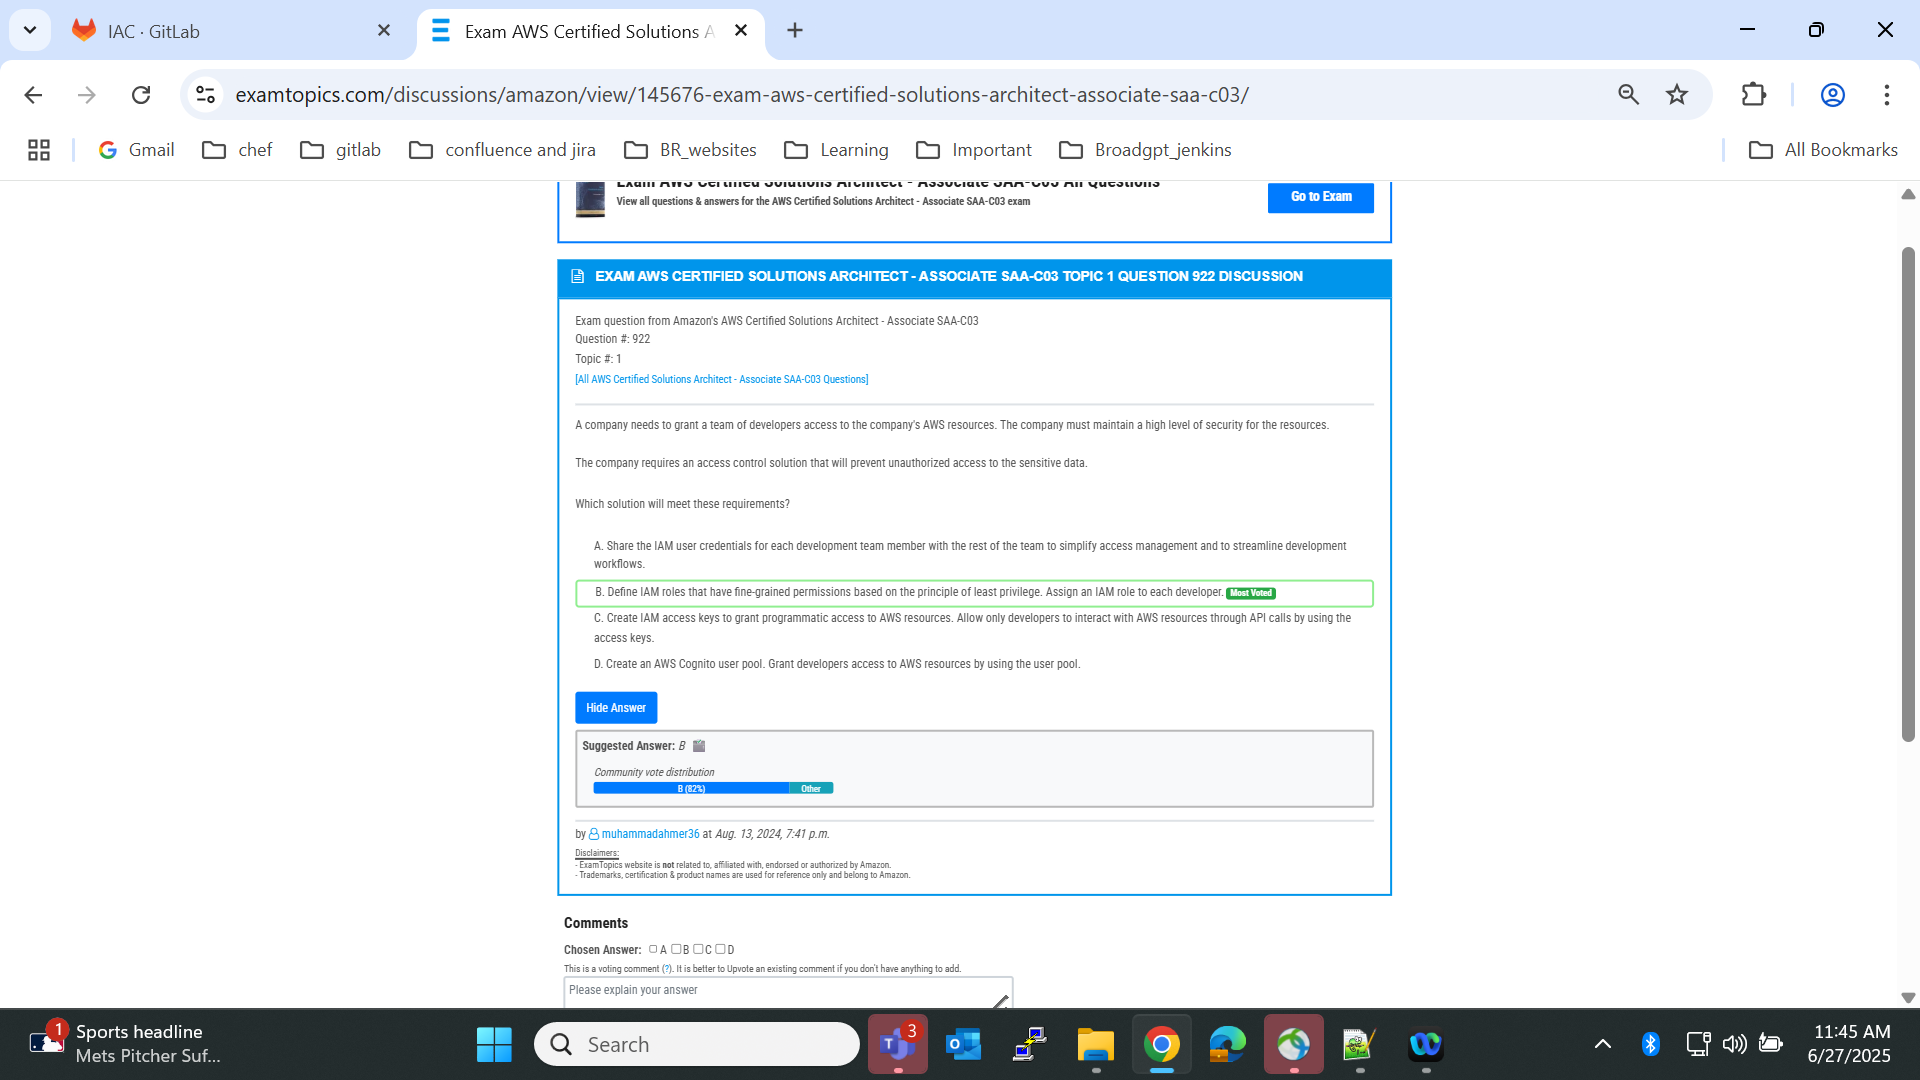 IAC · GitLab
Exam AWS Certified Solutions A
examtopics.com/discussions/amazon/view/145676-exam-aws-certified-solutions-architect-associate-saa-c03/
Gmail
chef
gitlab
confluence and jira
BR_websites
Learning
Important
Broadgpt_jenkins
All Bookmarks
Exam AWS Certified Solutions Architect - Associate SAA-C03 All Questions
View all questions & answers for the AWS Certified Solutions Architect - Associate SAA-C03 exam
Go to Exam
EXAM AWS CERTIFIED SOLUTIONS ARCHITECT - ASSOCIATE SAA-C03 TOPIC 1 QUESTION 922 DISCUSSION
Exam question from Amazon's AWS Certified Solutions Architect - Associate SAA-C03
Question #: 922
Topic #: 1
[All AWS Certified Solutions Architect - Associate SAA-C03 Questions]
A company needs to grant a team of developers access to the company's AWS resources. The company must maintain a high level of security for the resources.
The company requires an access control solution that will prevent unauthorized access to the sensitive data.
Which solution will meet these requirements?
A. Share the IAM user credentials for each development team member with the rest of the team to simplify access management and to streamline development
workflows.
B. Define IAM roles that have fine-grained permissions based on the principle of least privilege. Assign an IAM role to each developer. Most Voted
C. Create IAM access keys to grant programmatic access to AWS resources. Allow only developers to interact with AWS resources through API calls by using the
access keys.
D. Create an AWS Cognito user pool. Grant developers access to AWS resources by using the user pool.
Hide Answer
Suggested Answer: B
Community vote distribution
B (82%)
Other
by muhammadahmer36 at Aug. 13, 2024, 7:41 p.m.
Disclaimers:
- ExamTopics website is not related to, affiliated with, endorsed or authorized by Amazon.
- Trademarks, certification & product names are used for reference only and belong to Amazon.
Comments
Chosen Answer: A B C D
This is a voting comment (?). It is better to Upvote an existing comment if you don't have anything to add.
Please explain your answer
1
Sports headline
Mets Pitcher Suf...
Search
3
11:45 AM
6/27/2025